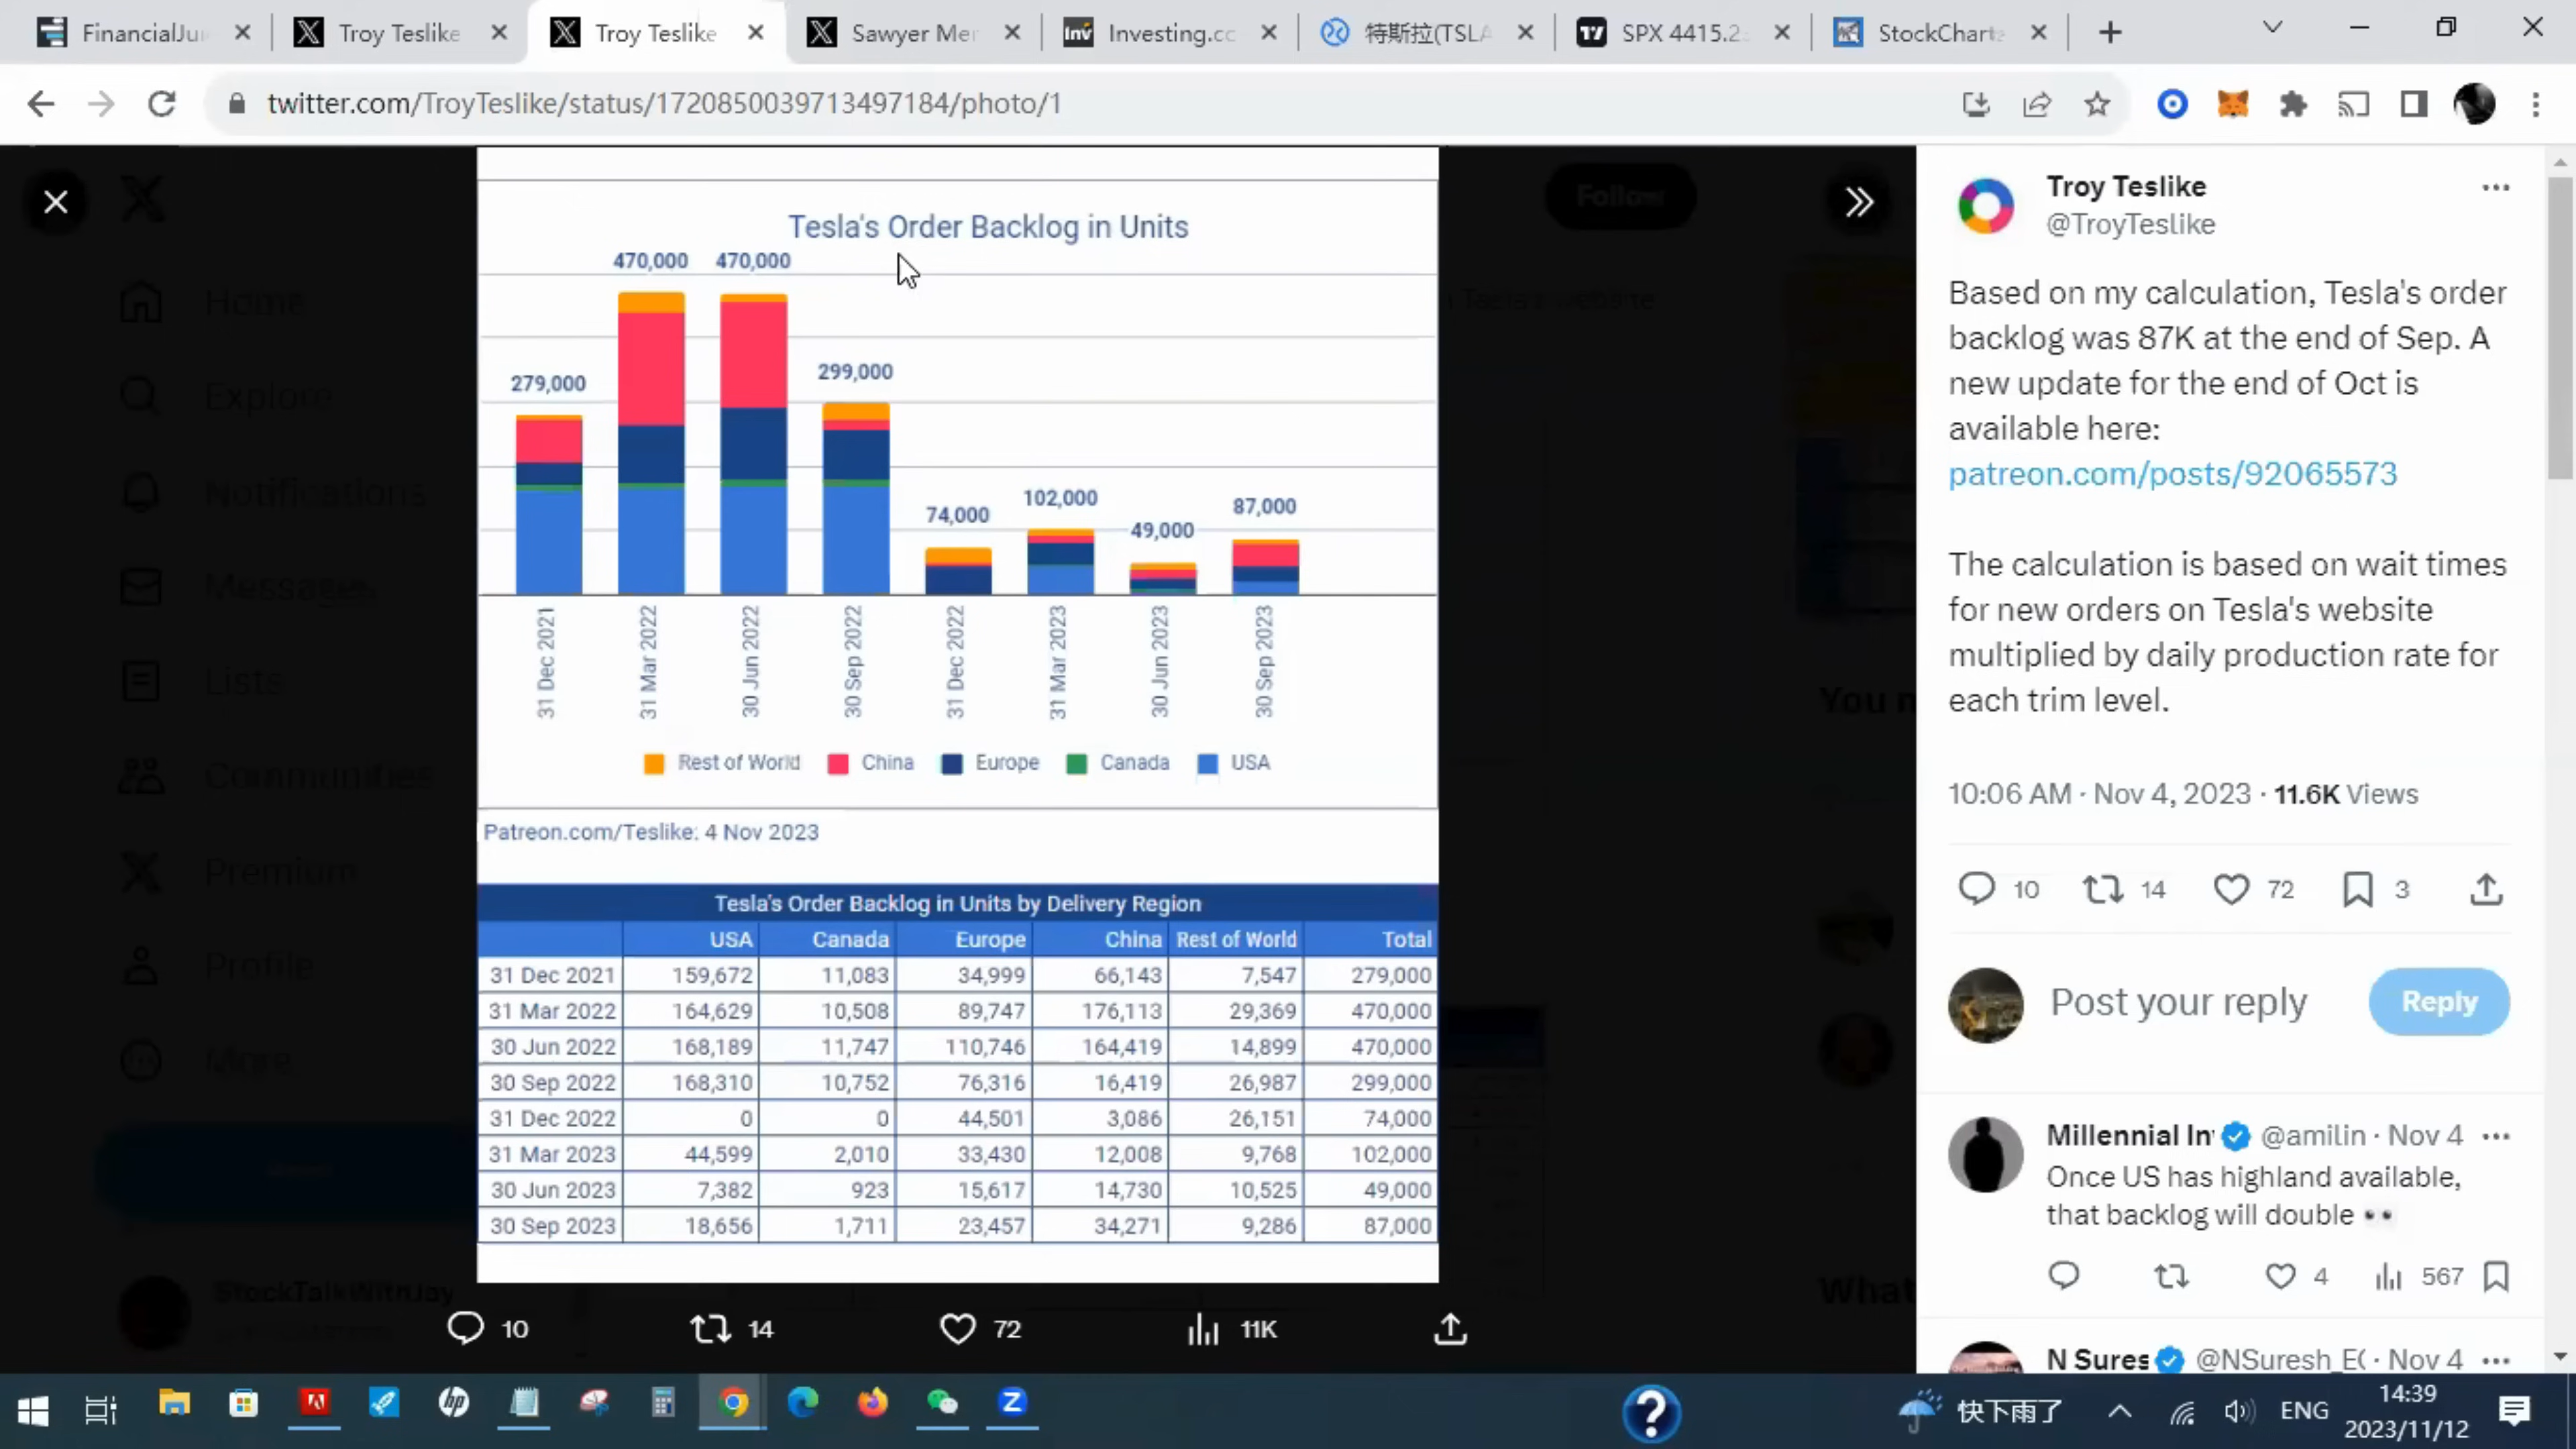 FinancialJui
Troy Teslike
Troy Teslike
Sawyer Mer
Investing.cc
特斯拉(TSLA
SPX 4415.2
StockCharts
twitter.com/TroyTeslike/status/1720850039713497184/photo/1
Home
Explore
Notifications
Messages
Lists
Communities
Premium
Profile
More
StockTalkWithJay
Follow
Tesla's Order Backlog in Units
279,000
470,000
470,000
299,000
74,000
102,000
49,000
87,000
31 Dec 2021
31 Mar 2022
30 Jun 2022
30 Sep 2022
31 Dec 2022
31 Mar 2023
30 Jun 2023
30 Sep 2023
Rest of World China Europe Canada USA
Patreon.com/Teslike: 4 Nov 2023
Tesla's Order Backlog in Units by Delivery Region
USA Canada Europe China Rest of World Total
31 Dec 2021 159,672 11,083 34,999 66,143 7,547 279,000
31 Mar 2022 164,629 10,508 89,747 176,113 29,369 470,000
30 Jun 2022 168,189 11,747 110,746 164,419 14,899 470,000
30 Sep 2022 168,310 10,752 76,316 16,419 26,987 299,000
31 Dec 2022 0 0 44,501 3,086 26,151 74,000
31 Mar 2023 44,599 2,010 33,430 12,008 9,768 102,000
30 Jun 2023 7,382 923 15,617 14,730 10,525 49,000
30 Sep 2023 18,656 1,711 23,457 34,271 9,286 87,000
10 14 72 11K
Troy Teslike
@TroyTeslike
Based on my calculation, Tesla's order
backlog was 87K at the end of Sep. A
new update for the end of Oct is
available here:
patreon.com/posts/92065573
The calculation is based on wait times
for new orders on Tesla's website
multiplied by daily production rate for
each trim level.
10:06 AM · Nov 4, 2023 · 11.6K Views
10 14 72 3
Post your reply
Reply
Millennial In @amilin · Nov 4
Once US has highland available,
that backlog will double 👀
4 567
N Sures @NSuresh_E( · Nov 4
快下雨了
ENG
14:39
2023/11/12